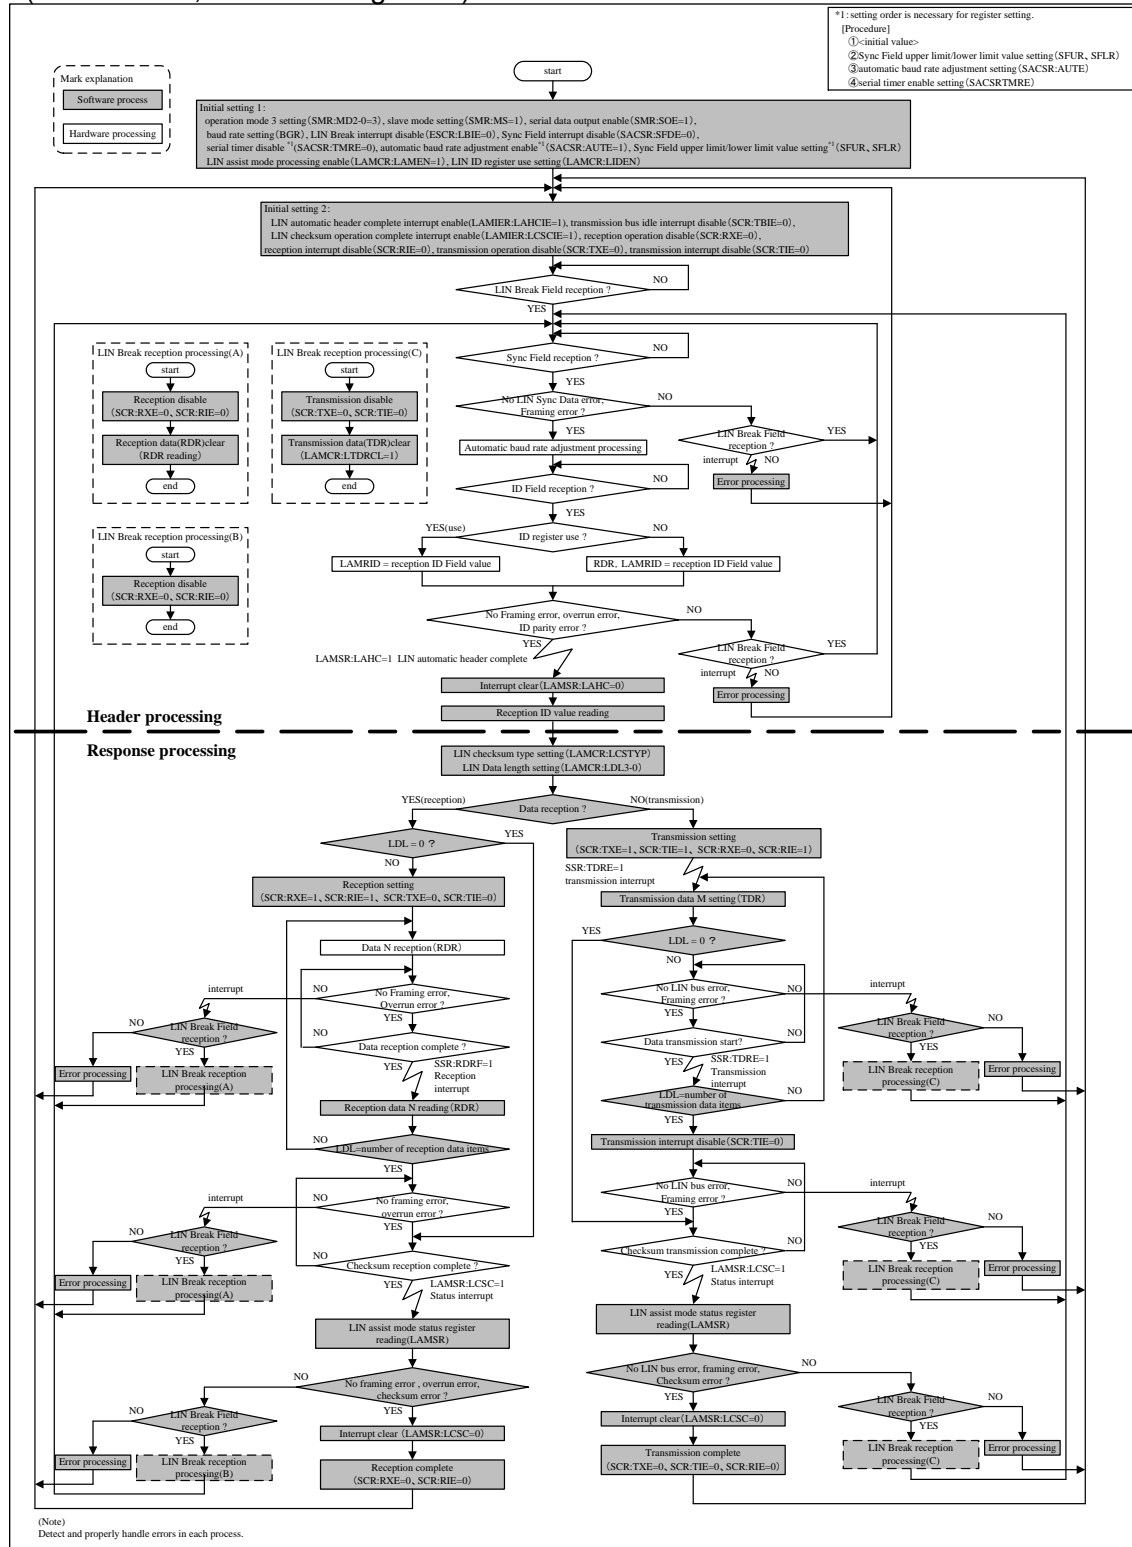 *1：setting order is necessary for register setting.
[Procedure]
①<initial value>
②Sync Field upper limit/lower limit value setting(SFUR、SFLR)
③automatic baud rate adjustment setting(SACSR:AUTE)
④serial timer enable setting(SACSRTMRE)
Mark explanation
Software process
Hardware processing
start
Initial setting 1：
operation mode 3 setting(SMR:MD2-0=3), slave mode setting(SMR:MS=1), serial data output enable(SMR:SOE=1),
baud rate setting(BGR), LIN Break interrupt disable(ESCR:LBIE=0), Sync Field interrupt disable(SACSR:SFDE=0),
serial timer disable *1(SACSR:TMRE=0), automatic baud rate adjustment enable*1(SACSR:AUTE=1), Sync Field upper limit/lower limit value setting*1(SFUR、SFLR)
LIN assist mode processing enable(LAMCR:LAMEN=1), LIN ID register use setting(LAMCR:LIDEN)
Initial setting 2：
LIN automatic header complete interrupt enable(LAMIER:LAHCIE=1), transmission bus idle interrupt disable(SCR:TBIE=0),
LIN checksum operation complete interrupt enable(LAMIER:LCSCIE=1), reception operation disable(SCR:RXE=0),
reception interrupt disable(SCR:RIE=0), transmission operation disable(SCR:TXE=0), transmission interrupt disable(SCR:TIE=0)
LIN Break Field reception ?
NO
YES
Sync Field reception ?
NO
YES
No LIN Sync Data error,
Framing error ?
NO
YES
Automatic baud rate adjustment processing
LIN Break Field
reception ?
YES
interrupt
NO
Error processing
ID Field reception ?
NO
YES
ID register use ?
YES(use)
NO
LAMRID = reception ID Field value
RDR, LAMRID = reception ID Field value
No Framing error, overrun error,
ID parity error ?
NO
YES
LAMSR:LAHC=1 LIN automatic header complete
LIN Break Field
reception ?
YES
interrupt
NO
Error processing
Interrupt clear(LAMSR:LAHC=0)
Reception ID value reading
LIN Break reception processing(A)
start
Reception disable
(SCR:RXE=0、SCR:RIE=0)
Reception data(RDR)clear
(RDR reading)
end
LIN Break reception processing(C)
start
Transmission disable
(SCR:TXE=0、SCR:TIE=0)
Transmission data(TDR)clear
(LAMCR:LTDRCL=1)
end
LIN Break reception processing(B)
start
Reception disable
(SCR:RXE=0、SCR:RIE=0)
end
Header processing
Response processing
LIN checksum type setting(LAMCR:LCSTYP)
LIN Data length setting(LAMCR:LDL3-0)
Data reception ?
YES(reception)
NO(transmission)
LDL = 0 ？
YES
NO
Reception setting
(SCR:RXE=1、SCR:RIE=1、SCR:TXE=0、SCR:TIE=0)
Data N reception(RDR)
No Framing error,
Overrun error ?
NO
interrupt
YES
LIN Break Field
reception ?
NO
YES
Error processing
LIN Break reception
processing(A)
Data reception complete ?
NO
YES
SSR:RDRF=1
Reception
interrupt
Reception data N reading(RDR)
LDL=number of reception data items
NO
YES
No framing error,
overrun error ?
NO
interrupt
YES
LIN Break Field
reception ?
NO
YES
Error processing
LIN Break reception
processing(A)
Checksum reception complete ?
NO
YES
LAMSR:LCSC=1
Status interrupt
LIN assist mode status register
reading(LAMSR)
No framing error , overrun error,
checksum error ?
NO
YES
LIN Break Field
reception ?
NO
YES
Error processing
LIN Break reception
processing(B)
Interrupt clear (LAMSR:LCSC=0)
Reception complete
(SCR:RXE=0、SCR:RIE=0)
Transmission setting
(SCR:TXE=1、SCR:TIE=1、SCR:RXE=0、SCR:RIE=1)
SSR:TDRE=1
transmission interrupt
Transmission data M setting(TDR)
LDL = 0 ？
YES
NO
No LIN bus error,
Framing error ?
NO
interrupt
YES
LIN Break Field
reception ?
NO
YES
LIN Break reception
processing(C)
Error processing
Data transmission start?
NO
YES
SSR:TDRE=1
Transmission
interrupt
LDL=number of
transmission data items
NO
YES
Transmission interrupt disable(SCR:TIE=0)
No LIN bus error,
Framing error ?
NO
interrupt
YES
LIN Break Field
reception ?
NO
YES
LIN Break reception
processing(C)
Error processing
Checksum transmission complete ?
NO
YES
LAMSR:LCSC=1
Status interrupt
LIN assist mode status register
reading(LAMSR)
No LIN bus error, framing error,
Checksum error ?
NO
YES
LIN Break Field
reception ?
NO
YES
LIN Break reception
processing(C)
Error processing
Interrupt clear(LAMSR:LCSC=0)
Transmission complete
(SCR:TXE=0、SCR:TIE=0、SCR:RIE=0)
(Note)
Detect and properly handle errors in each process.